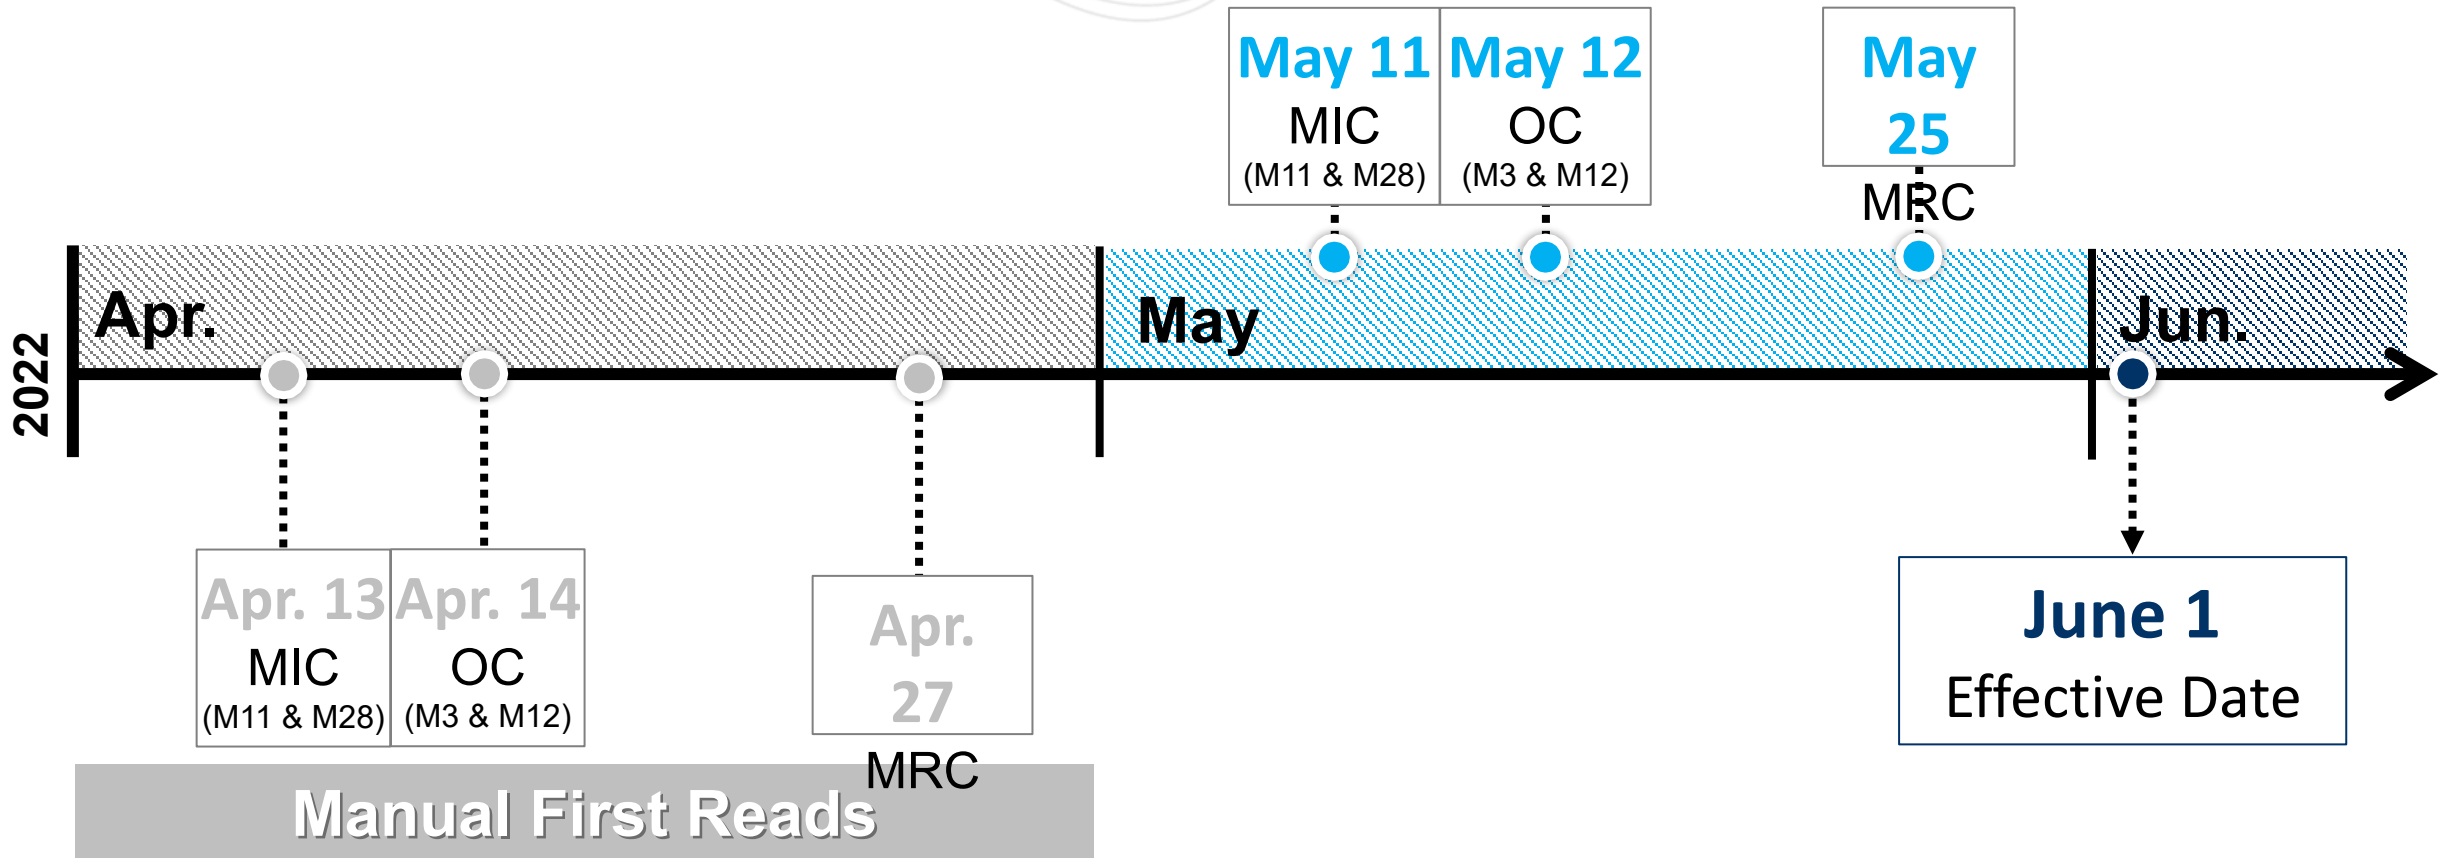 May 11
MIC
(M11 & M28)
May 12
OC
(M3 & M12)
May
25
MRC
2022
Apr.
May
Jun.
Apr. 13
MIC
(M11 & M28)
Apr. 14
OC
(M3 & M12)
Apr.
27
MRC
June 1
Effective Date
Manual First Reads